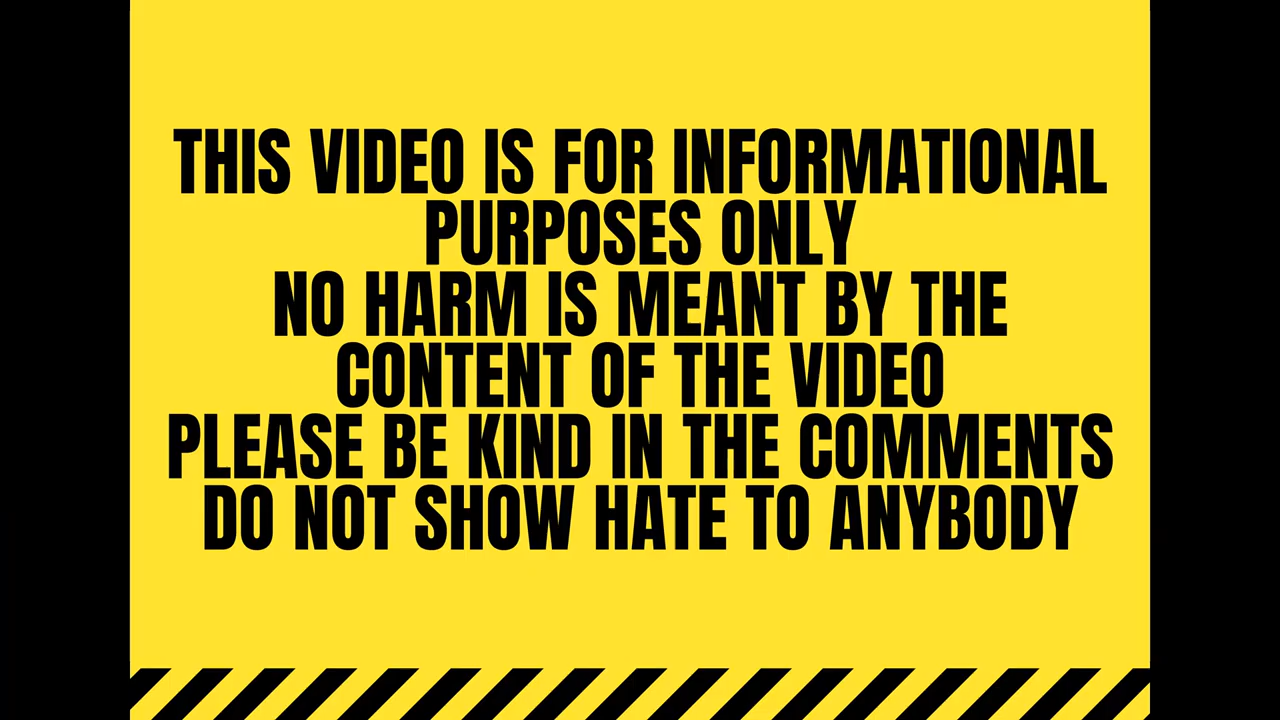 THIS VIDEO IS FOR INFORMATIONAL
PURPOSES ONLY
NO HARM IS MEANT BY THE
CONTENT OF THE VIDEO
PLEASE BE KIND IN THE COMMENTS
DO NOT SHOW HATE TO ANYBODY